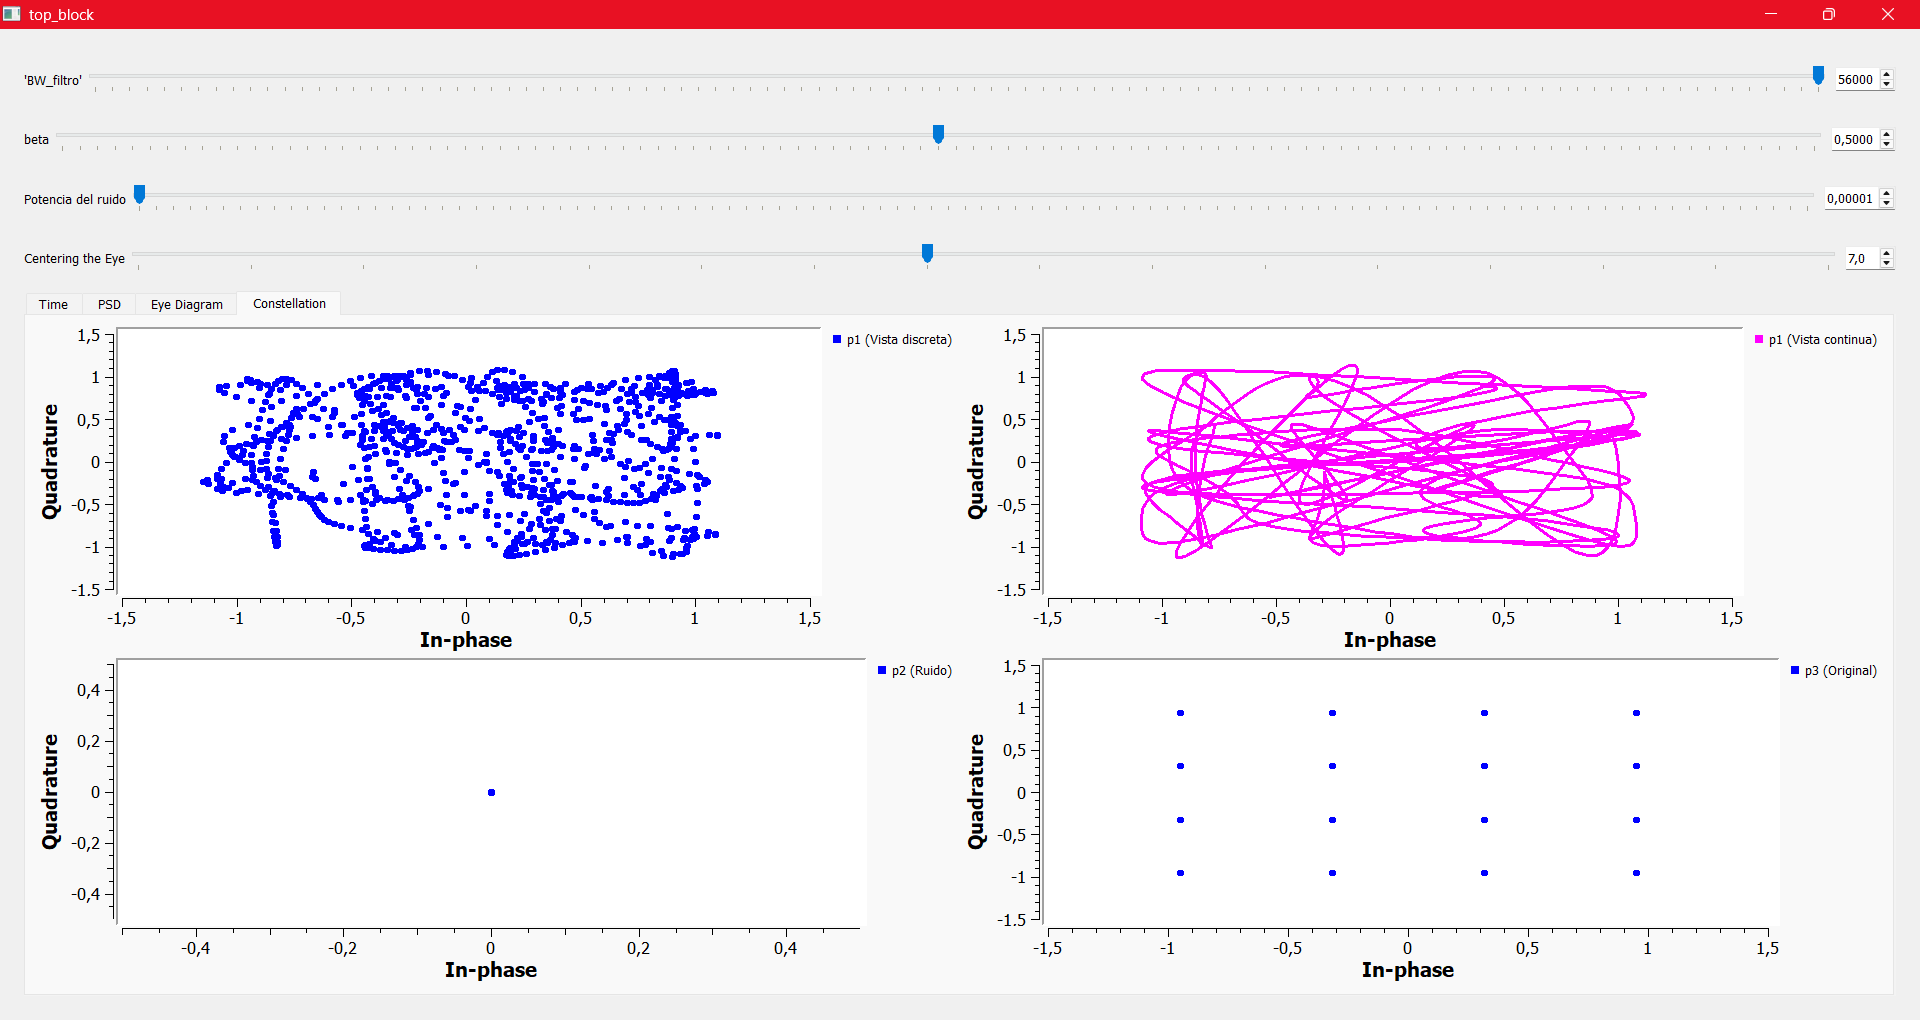 top_block
'BW_filtro' 56000
beta 0,5000
Potencia del ruido 0,00001
Centering the Eye 7,0
Time PSD Eye Diagram Constellation
p1 (Vista discreta)
Quadrature
1,5
1
0,5
0
-0,5
-1
-1.5
-1,5 -1 -0,5 0 0,5 1 1,5
In-phase
p1 (Vista continua)
Quadrature
1,5
1
0,5
0
-0,5
-1
-1.5
-1,5 -1 -0,5 0 0,5 1 1,5
In-phase
p2 (Ruido)
Quadrature
0,4
0,2
0
-0,2
-0,4
-0,4 -0,2 0 0,2 0,4
In-phase
p3 (Original)
Quadrature
1,5
1
0,5
0
-0,5
-1
-1.5
-1,5 -1 -0,5 0 0,5 1 1,5
In-phase